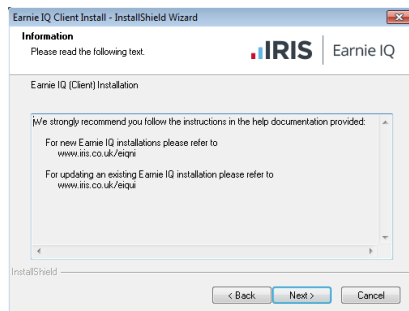 Earnie IQ Client Install - InstallShield Wizard
Information
Please read the following text.
IRIS Earnie IQ
Earnie IQ (Client) Installation
We strongly recommend you follow the instructions in the help documentation provided:
For new Earnie IQ installations please refer to
www.iris.co.uk/eiqni
For updating an existing Earnie IQ installation please refer to
www.iris.co.uk/eiqui
InstallShield
< Back Next > Cancel